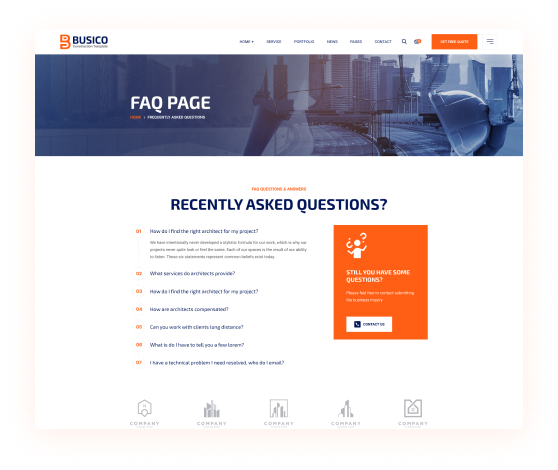 BUSICO
Construction Template
HOME
SERVICE
PORTFOLIO
NEWS
PAGES
CONTACT
GET FREE QUOTE
FAQ PAGE
HOME
FREQUENTLY ASKED QUESTIONS
FAQ QUESTIONS & ANSWERS
RECENTLY ASKED QUESTIONS?
01 How do I find the right architect for my project?
We have intentionally never developed a stylistic formula for our work, which is why our
projects never quite look or feel the same. Each of our spaces is the result of our ability
to listen. These six statements represent common beliefs exist today.
02 What services do architects provide?
03 How do I find the right architect for my project?
04 How are architects compensated?
05 Can you work with clients long distance?
06 What is do I have to tell you a few lorem?
07 I have a technical problem I need resolved, who do I email?
STILL YOU HAVE SOME
QUESTIONS?
Please feel free to contact submitting
the business inquiry
CONTACT US
COMPANY
COMPANY
COMPANY
COMPANY
COMPANY